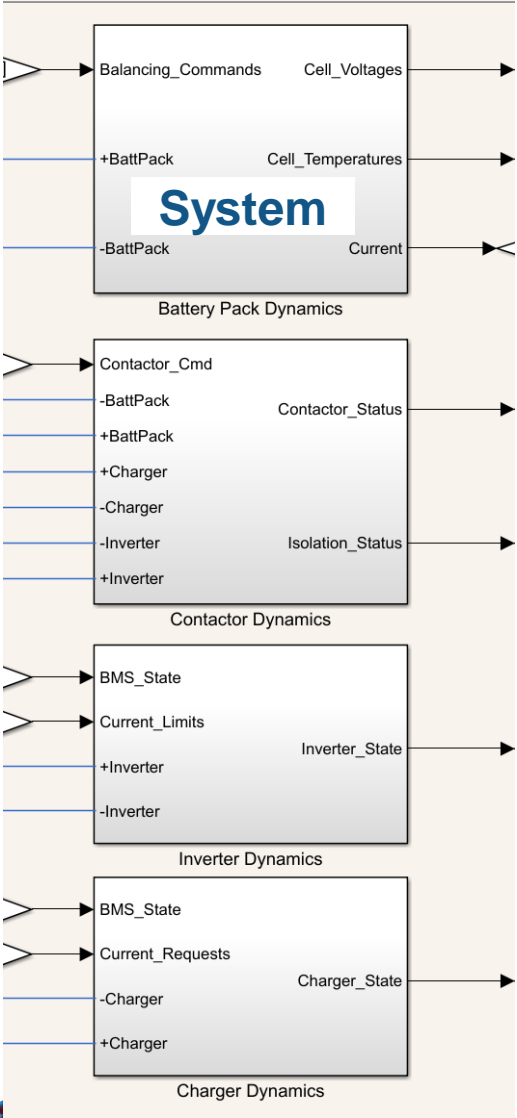 Balancing_Commands Cell_Voltages
+BattPack Cell_Temperatures
System
-BattPack Current
Battery Pack Dynamics
Contactor_Cmd
-BattPack
Contactor_Status
+BattPack
+Charger
-Charger
-Inverter Isolation_Status
+Inverter
Contactor Dynamics
BMS_State
Current_Limits
Inverter_State
+Inverter
-Inverter
Inverter Dynamics
BMS_State
Current_Requests
Charger_State
-Charger
+Charger
Charger Dynamics